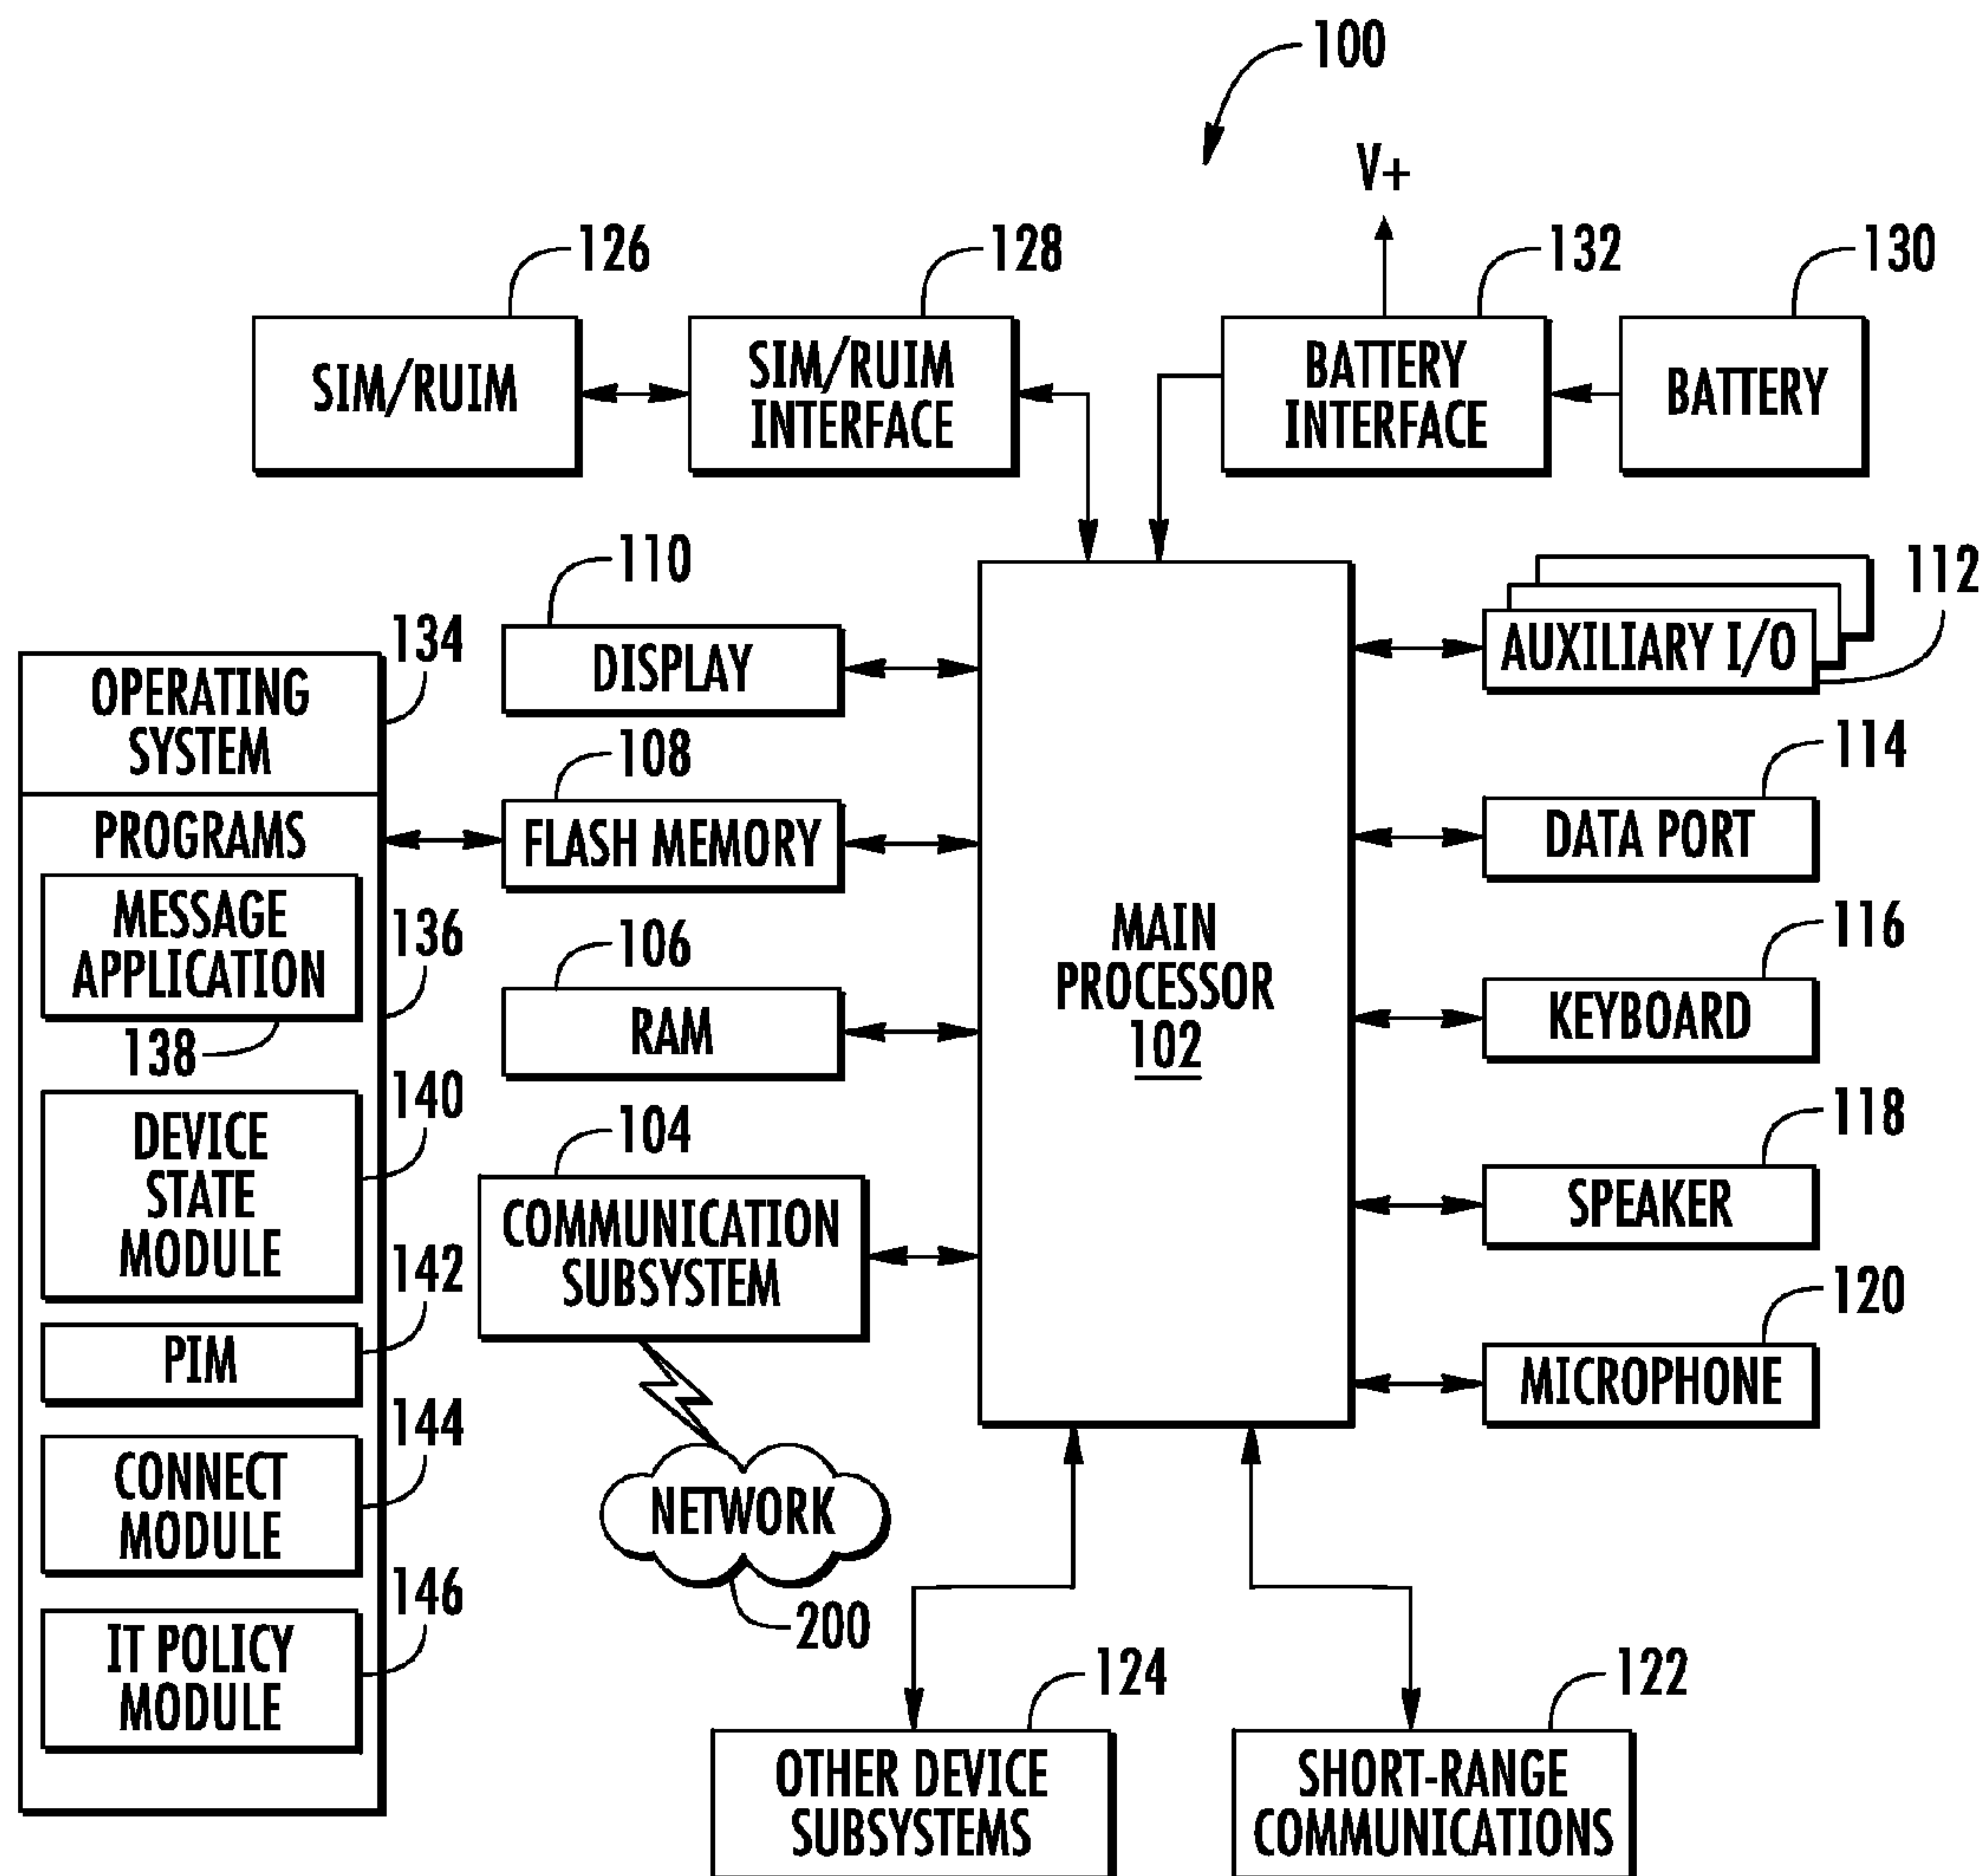 100
V+
126
128
132
130
SIM/RUIM
SIM/RUIM
INTERFACE
BATTERY
INTERFACE
BATTERY
110
112
134
DISPLAY
AUXILIARY I/O
OPERATING
SYSTEM
108
114
PROGRAMS
FLASH MEMORY
DATA PORT
MESSAGE
APPLICATION
136
106
MAIN
PROCESSOR
102
116
138
RAM
KEYBOARD
140
104
118
DEVICE
STATE
MODULE
COMMUNICATION
SUBSYSTEM
SPEAKER
142
120
PIM
MICROPHONE
144
CONNECT
MODULE
NETWORK
146
200
IT POLICY
MODULE
124
122
OTHER DEVICE
SUBSYSTEMS
SHORT-RANGE
COMMUNICATIONS